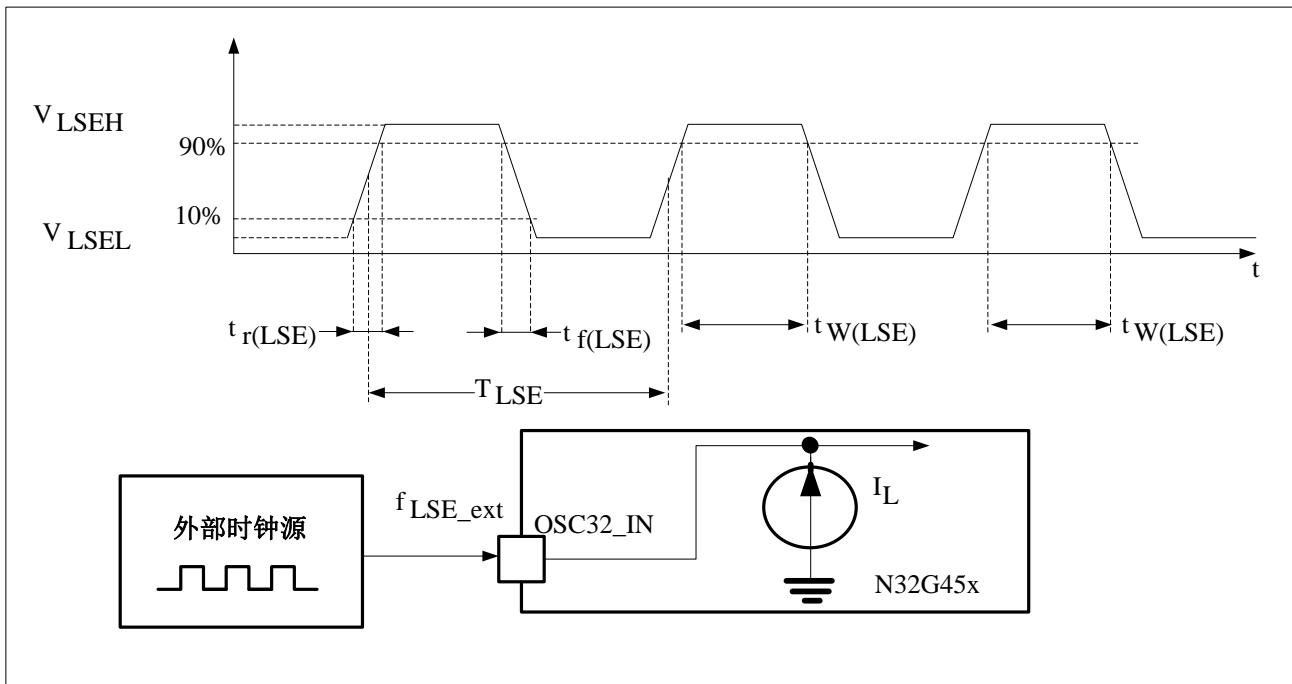 V LSEH
90%
10%
V LSEL
t
t r(LSE)
t f(LSE)
t W(LSE)
t W(LSE)
T LSE
外部时钟源
f LSE_ext
OSC32_IN
I L
N32G45x